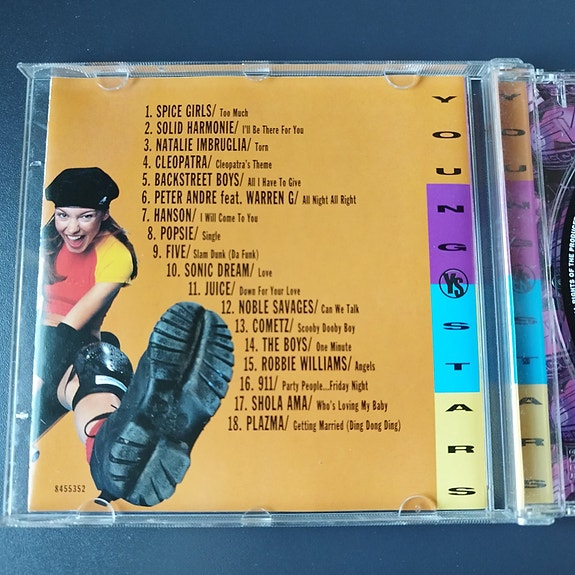 1. SPICE GIRLS/ Too Much
2. SOLID HARMONIE/ I'll Be There For You
3. NATALIE IMBRUGLIA/ Torn
4. CLEOPATRA/ Cleopatra's Theme
5. BACKSTREET BOYS/ All I Have To Give
6. PETER ANDRE feat. WARREN G/ All Night All Right
7. HANSON/ I Will Come To You
8. POPSIE/ Single
9. FIVE/ Slam Dunk (Da Funk)
10. SONIC DREAM/ Love
11. JUICE/ Down For Your Love
12. NOBLE SAVAGES/ Can We Talk
13. COMETZ/ Scooby Dooby Boy
14. THE BOYS/ One Minute
15. ROBBIE WILLIAMS/ Angels
16. 911/ Party People...Friday Night
17. SHOLA AMA/ Who's Loving My Baby
18. PLAZMA/ Getting Married (Ding Dong Ding)
8455352
YOUNG YS STARS
RIGHTS OF THE PRODUCER